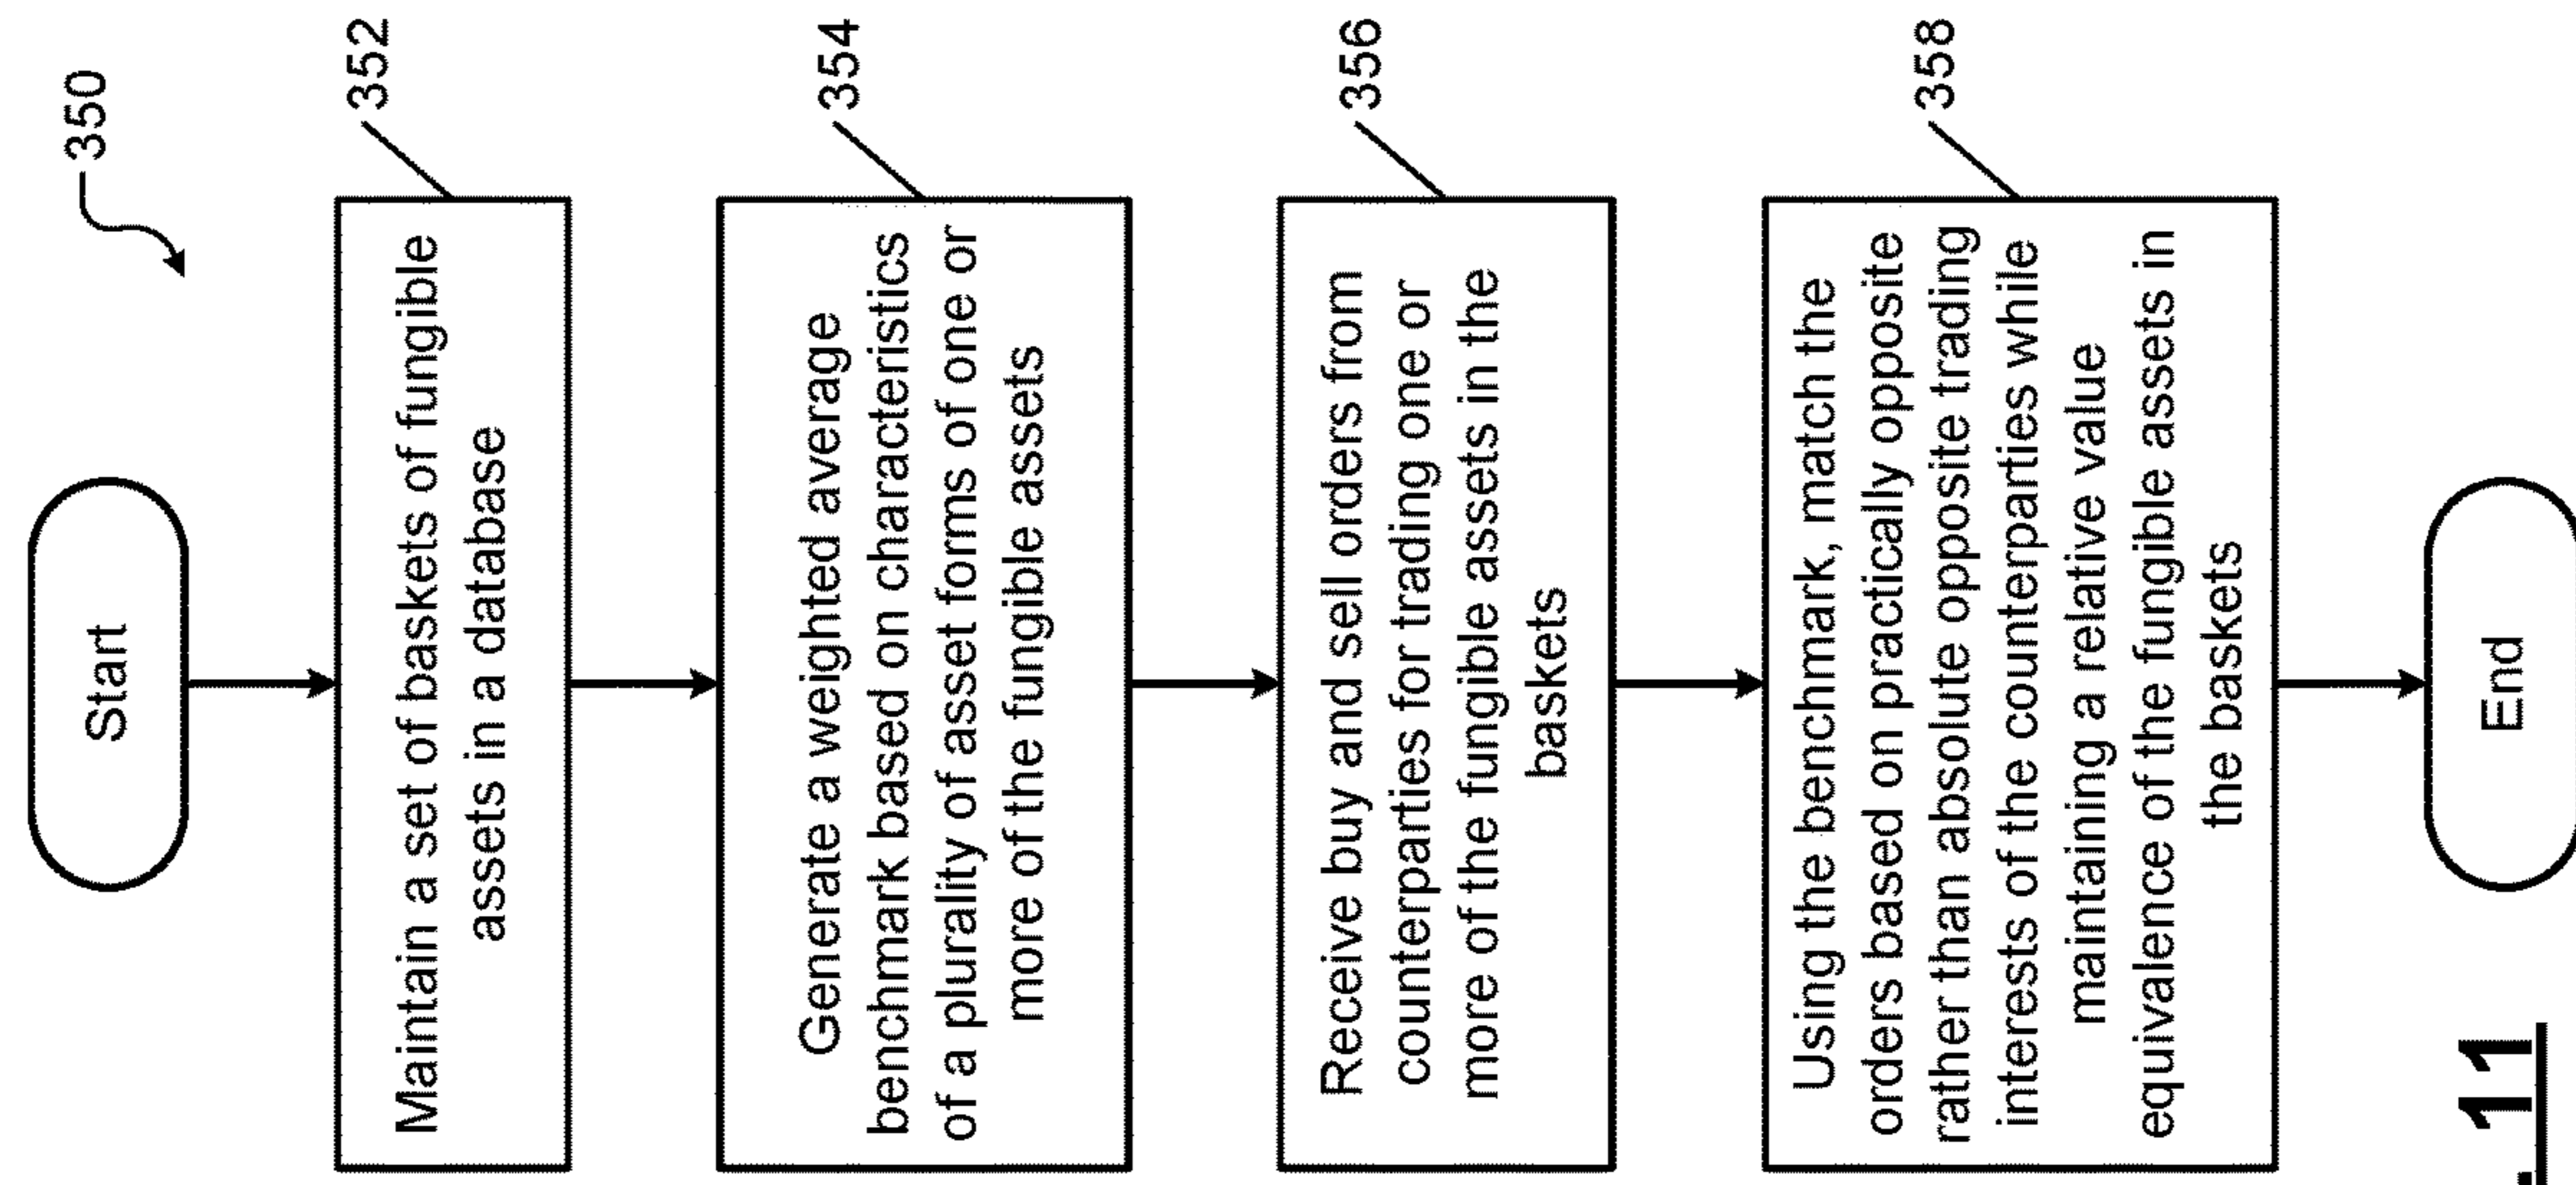 350
Start
352
Maintain a set of baskets of fungible
assets in a database
354
Generate a weighted average
benchmark based on characteristics
of a plurality of asset forms of one or
more of the fungible assets
356
Receive buy and sell orders from
counterparties for trading one or
more of the fungible assets in the
baskets
358
Using the benchmark, match the
orders based on practically opposite
rather than absolute opposite trading
interests of the counterparties while
maintaining a relative value
equivalence of the fungible assets in
the baskets
End
.11